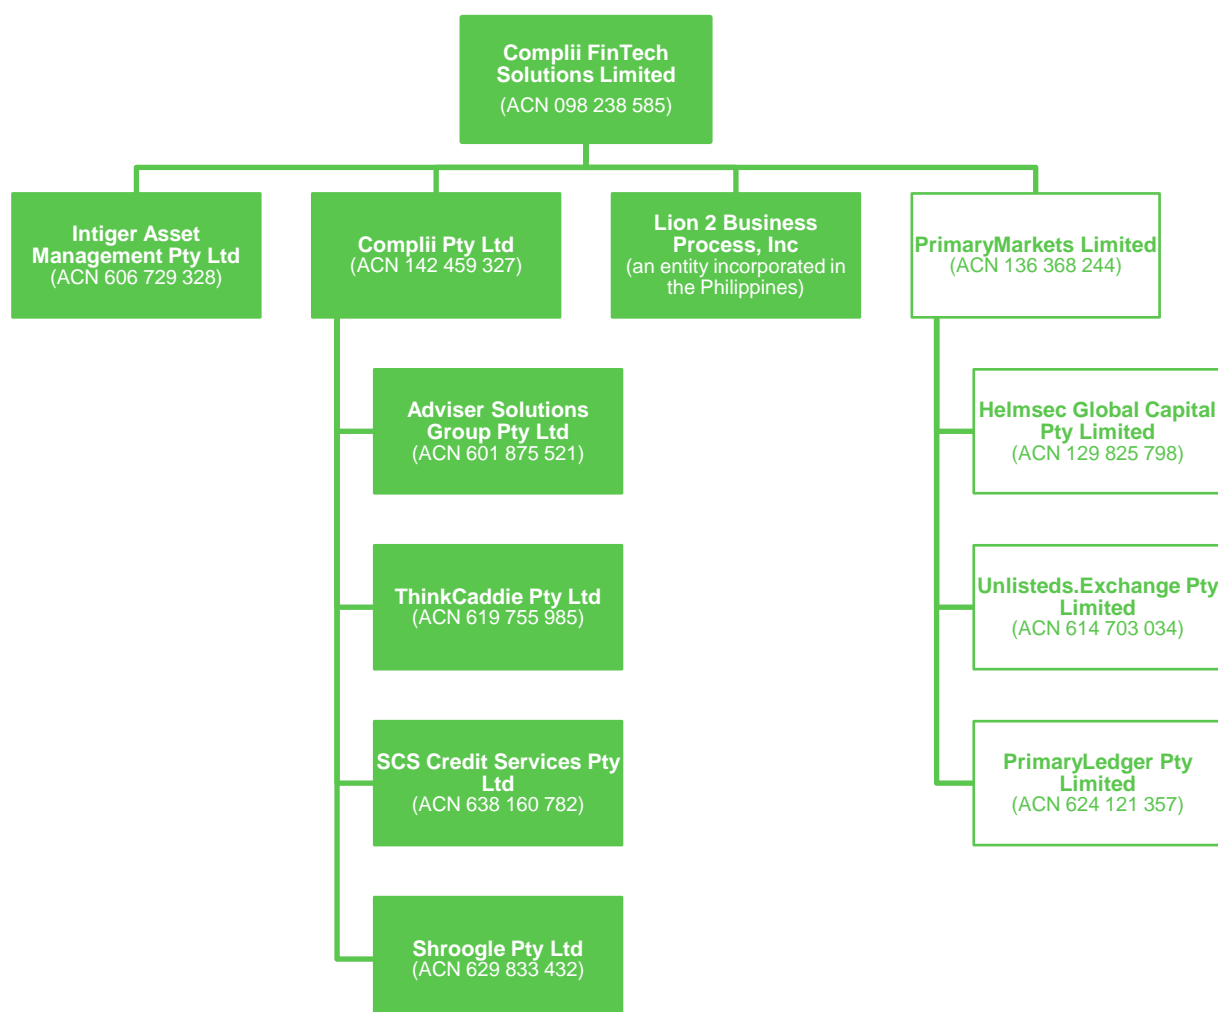 Complii FinTech
Solutions Limited
(ACN 098 238 585)
Intiger Asset
Management Pty Ltd
(ACN 606 729 328)
Complii Pty Ltd
(ACN 142 459 327)
Lion 2 Business
Process, Inc
(an entity incorporated in
the Philippines)
PrimaryMarkets Limited
(ACN 136 368 244)
Adviser Solutions
Group Pty Ltd
(ACN 601 875 521)
ThinkCaddie Pty Ltd
(ACN 619 755 985)
SCS Credit Services Pty
Ltd
(ACN 638 160 782)
Shroogle Pty Ltd
(ACN 629 833 432)
Helmsec Global Capital
Pty Limited
(ACN 129 825 798)
Unlisteds.Exchange Pty
Limited
(ACN 614 703 034)
PrimaryLedger Pty
Limited
(ACN 624 121 357)